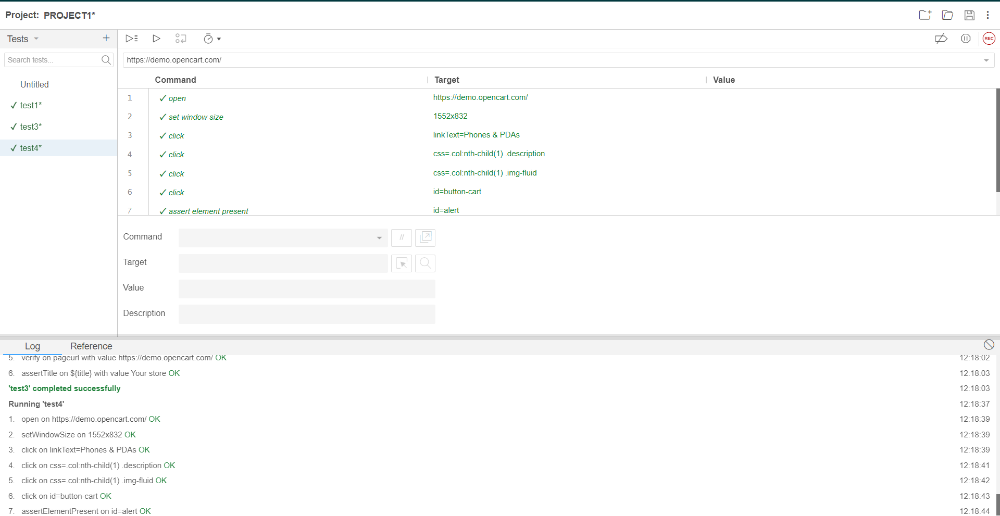 Project: PROJECT1*
Tests
Search tests...
Untitled
✓ test1*
✓ test3*
✓ test4*
REC
https://demo.opencart.com/
Command Target Value
1 ✓ open https://demo.opencart.com/
2 ✓ set window size 1552x832
3 ✓ click linkText=Phones & PDAs
4 ✓ click css=.col:nth-child(1) .description
5 ✓ click css=.col:nth-child(1) .img-fluid
6 ✓ click id=button-cart
7 ✓ assert element present id=alert
Command //
Target
Value
Description
Log Reference
5. verify on pageurl with value https://demo.opencart.com/ OK 12:18:02
6. assertTitle on ${title} with value Your store OK 12:18:03
'test3' completed successfully 12:18:03
Running 'test4' 12:18:37
1. open on https://demo.opencart.com/ OK 12:18:39
2. setWindowSize on 1552x832 OK 12:18:39
3. click on linkText=Phones & PDAs OK 12:18:39
4. click on css=.col:nth-child(1) .description OK 12:18:41
5. click on css=.col:nth-child(1) .img-fluid OK 12:18:42
6. click on id=button-cart OK 12:18:43
7. assertElementPresent on id=alert OK 12:18:44